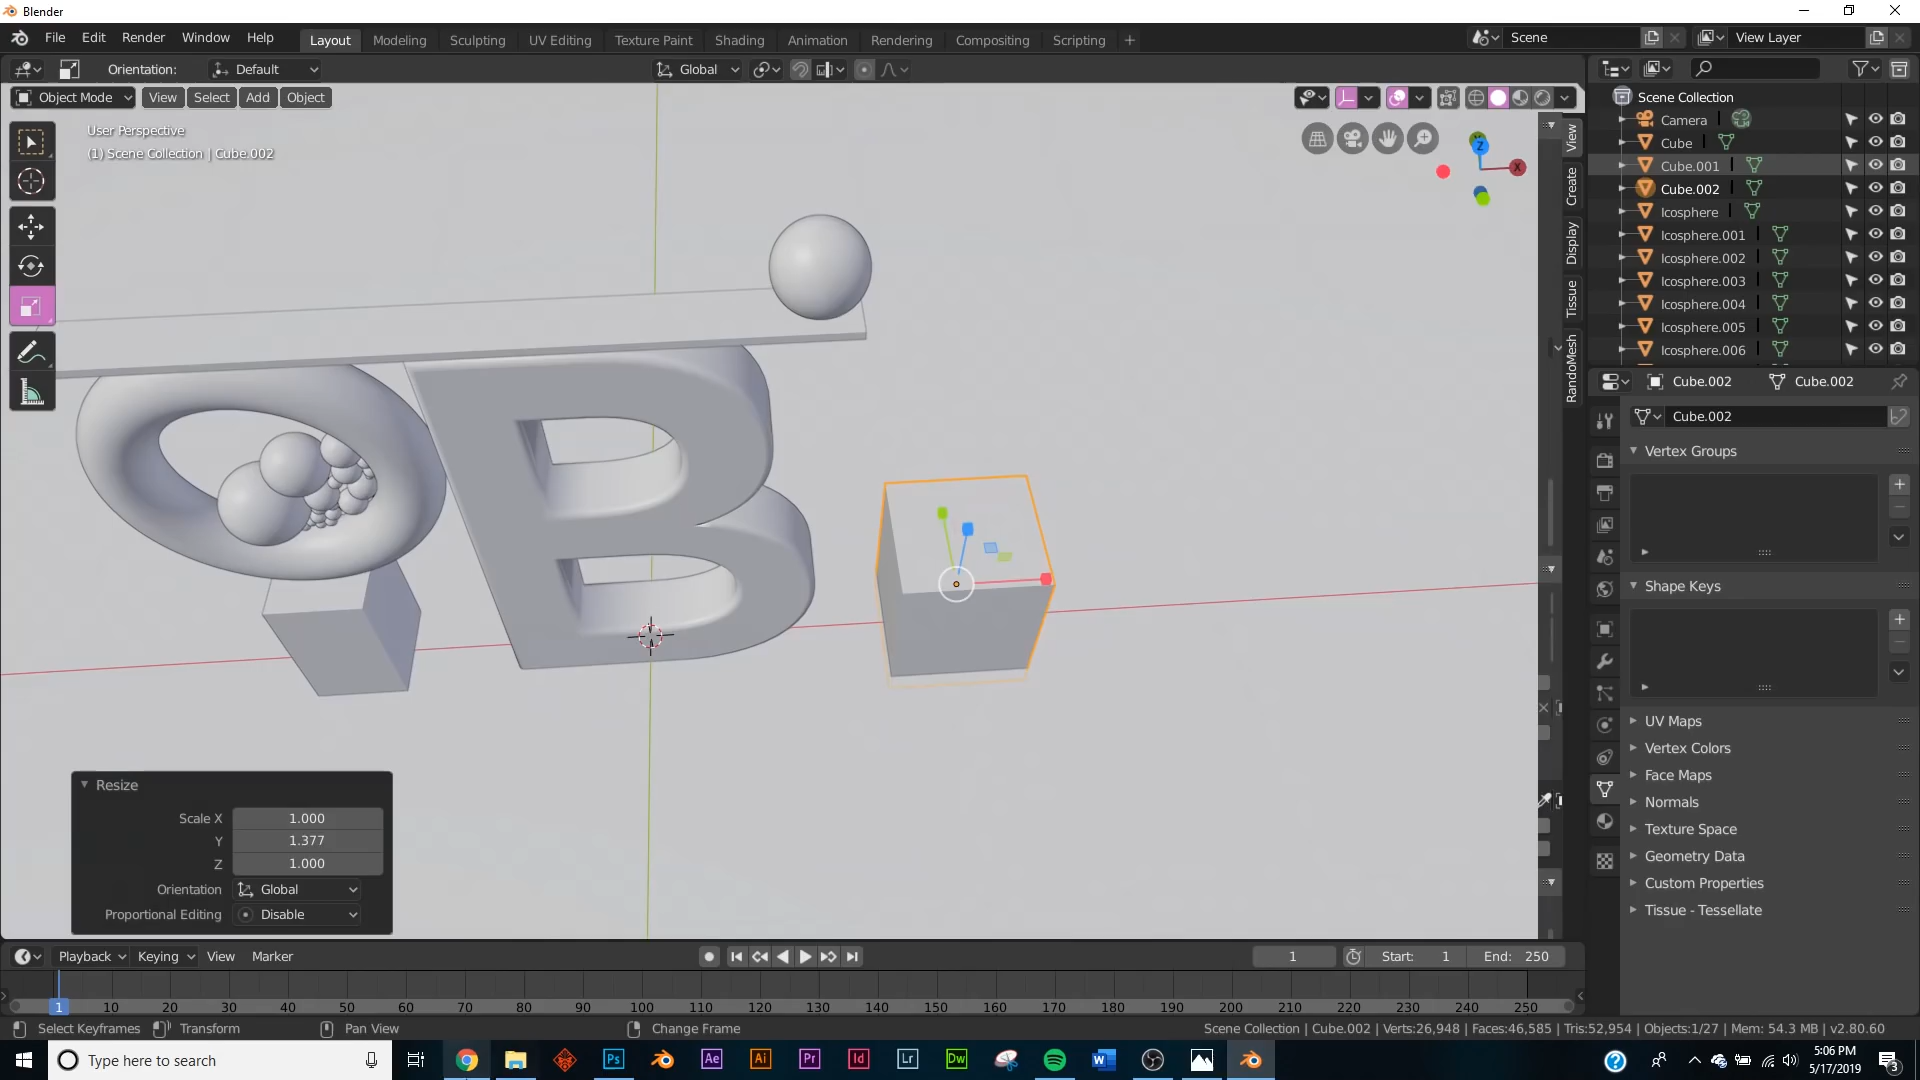 Blender
File Edit Render Window Help Layout Modeling Sculpting UV Editing Texture Paint Shading Animation Rendering Compositing Scripting + Scene View Layer
Orientation: Default Global
Object Mode View Select Add Object
User Perspective
(1) Scene Collection | Cube.002
Z
X
View
Create
Display
Tissue
RandoMesh
Scene Collection
Camera
Cube
Cube.001
Cube.002
Icosphere
Icosphere.001
Icosphere.002
Icosphere.003
Icosphere.004
Icosphere.005
Icosphere.006
Cube.002 Cube.002
Cube.002
Vertex Groups
Shape Keys
UV Maps
Vertex Colors
Face Maps
Normals
Texture Space
Geometry Data
Custom Properties
Tissue - Tessellate
B
Resize
Scale X 1.000
Y 1.377
Z 1.000
Orientation Global
Proportional Editing Disable
Playback Keying View Marker 1 Start: 1 End: 250
1 10 20 30 40 50 60 70 80 90 100 110 120 130 140 150 160 170 180 190 200 210 220 230 240 250
Select Keyframes Transform Pan View Change Frame Scene Collection | Cube.002 | Verts:26,948 | Faces:46,585 | Tris:52,954 | Objects:1/27 | Mem: 54.3 MB | v2.80.60
Type here to search Ps Ae Ai Pr Id Lr Dw W 5:06 PM
5/17/2019 3